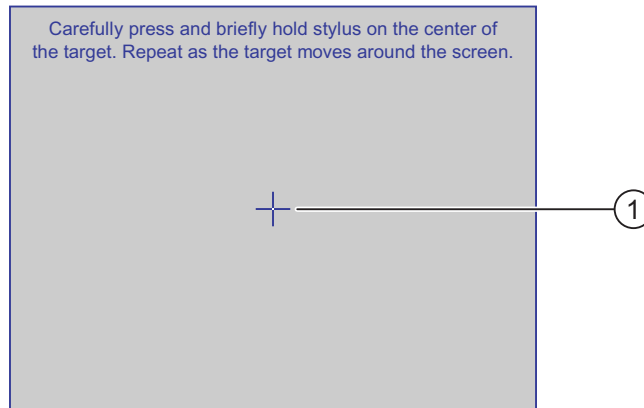 Carefully press and briefly hold stylus on the center of
the target. Repeat as the target moves around the screen.
1